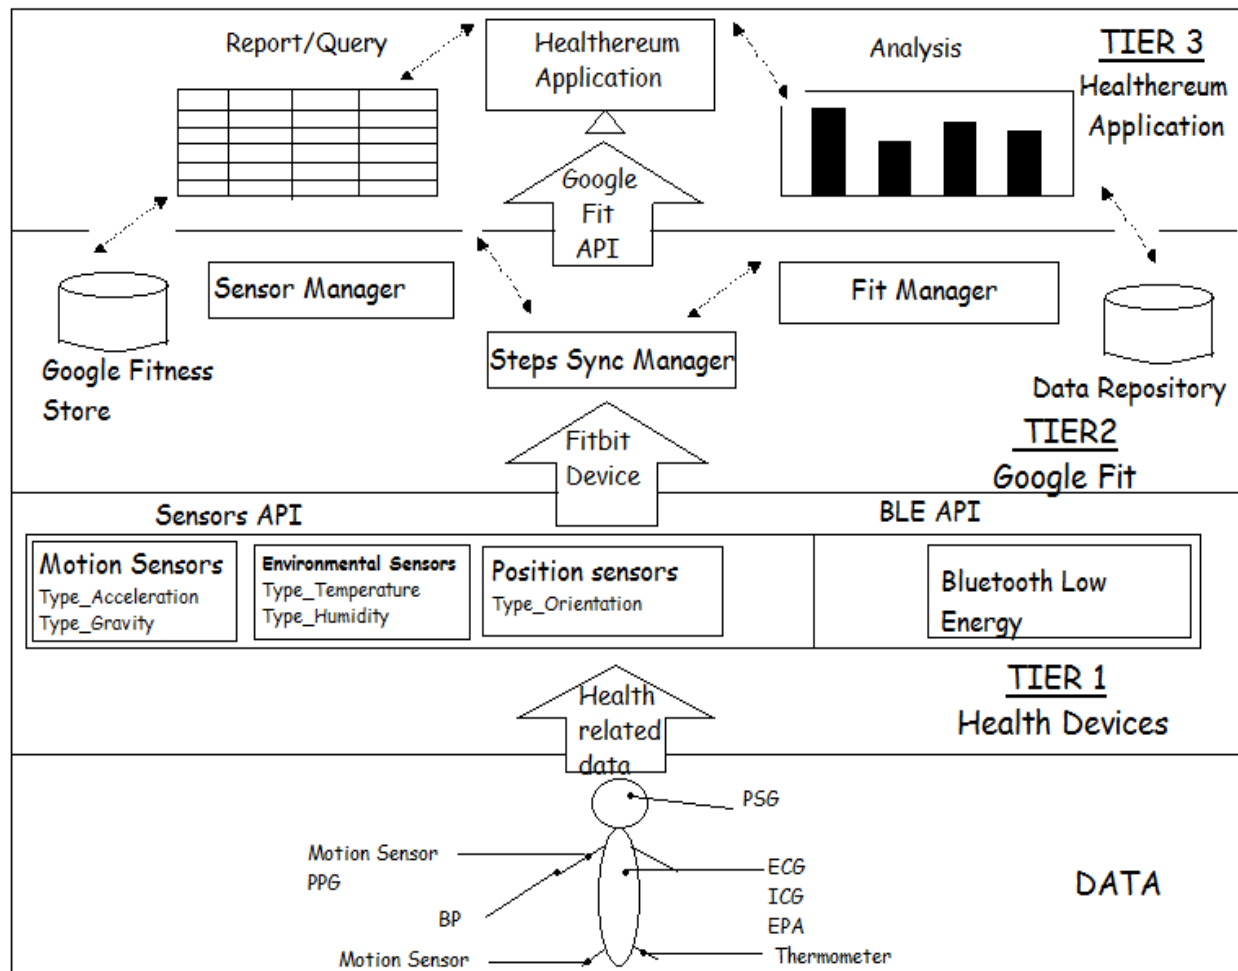 Report/Query
Healthereum
Application
Analysis
TIER 3
Healthereum
Application
Google
Fit
API
Sensor Manager
Fit Manager
Steps Sync Manager
Google Fitness
Store
Data Repository
TIER2
Google Fit
Fitbit
Device
Sensors API
BLE API
Motion Sensors
Type_Acceleration
Type_Gravity
Environmental Sensors
Type_Temperature
Type_Humidity
Position sensors
Type_Orientation
Bluetooth Low
Energy
TIER 1
Health Devices
Health
related
data
PSG
Motion Sensor
PPG
BP
Motion Sensor
ECG
ICG
EPA
Thermometer
DATA